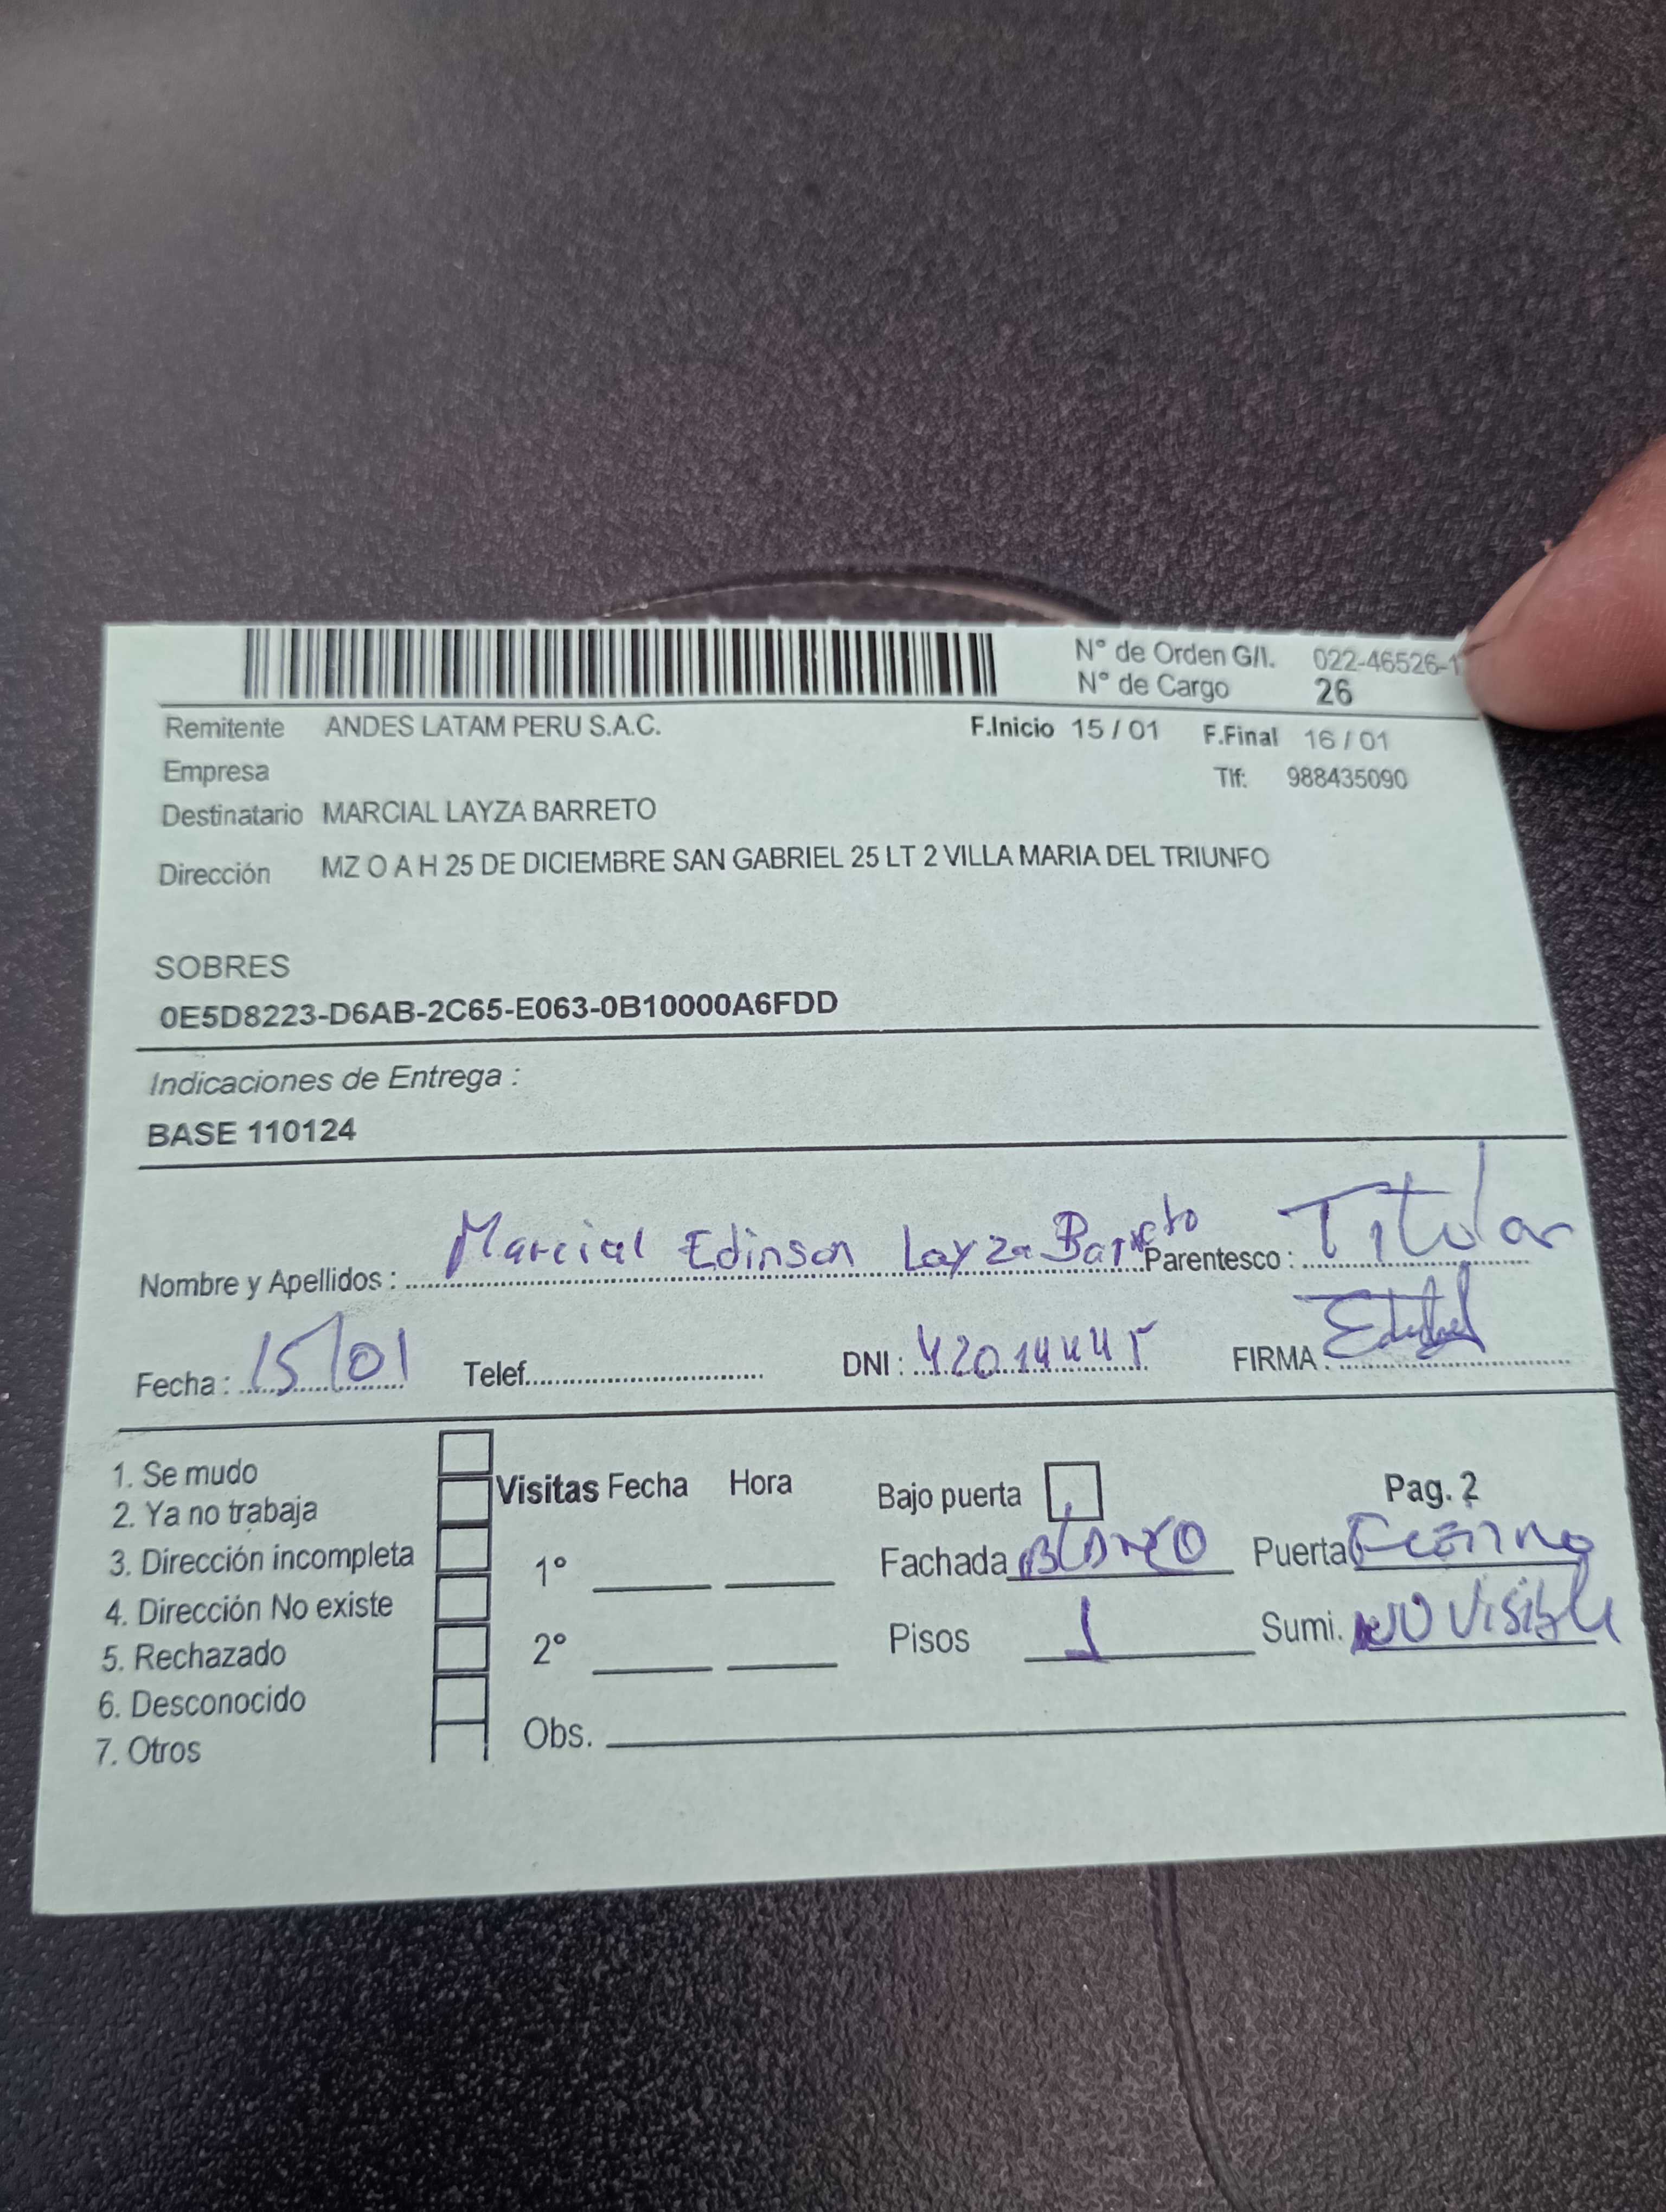 N° de Orden G/I. 022-46526-1
N° de Cargo 26
Remitente ANDES LATAM PERU S.A.C. F.Inicio 15 / 01 F.Final 16 / 01
Empresa Tlf: 988435090
Destinatario MARCIAL LAYZA BARRETO
Dirección MZ O A H 25 DE DICIEMBRE SAN GABRIEL 25 LT 2 VILLA MARIA DEL TRIUNFO
SOBRES
0E5D8223-D6AB-2C65-E063-0B10000A6FDD
Indicaciones de Entrega :
BASE 110124
Nombre y Apellidos : Marcial Edinson Layza Barreto Parentesco : Titular
Fecha : 15/01 Telef. DNI : 42014445 FIRMA :
1. Se mudo
2. Ya no trabaja
3. Dirección incompleta
4. Dirección No existe
5. Rechazado
6. Desconocido
7. Otros
Visitas Fecha Hora
1°
2°
Obs.
Bajo puerta Pag. 2
Fachada Blanco Puerta
Pisos 1 Sumi. NO Visible